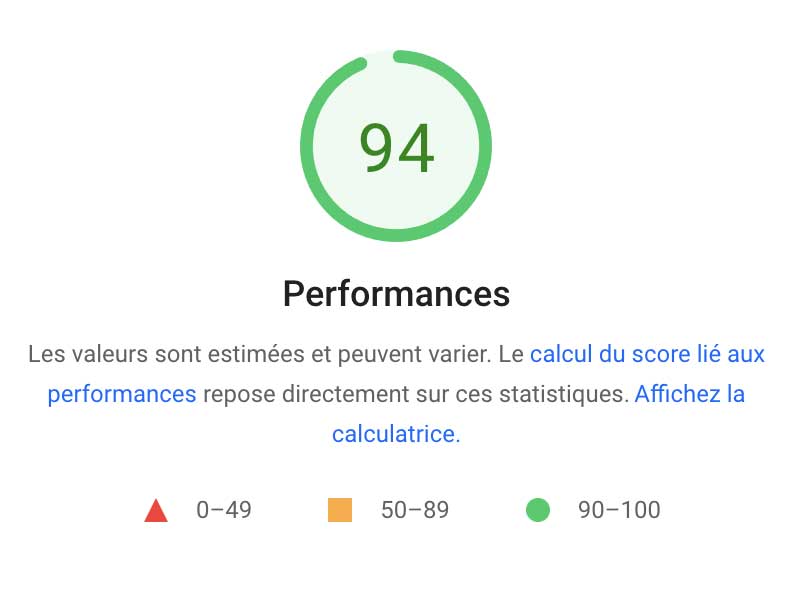 94
Performances
Les valeurs sont estimées et peuvent varier. Le calcul du score lié aux
performances repose directement sur ces statistiques. Affichez la
calculatrice.
0–49 50–89 90–100